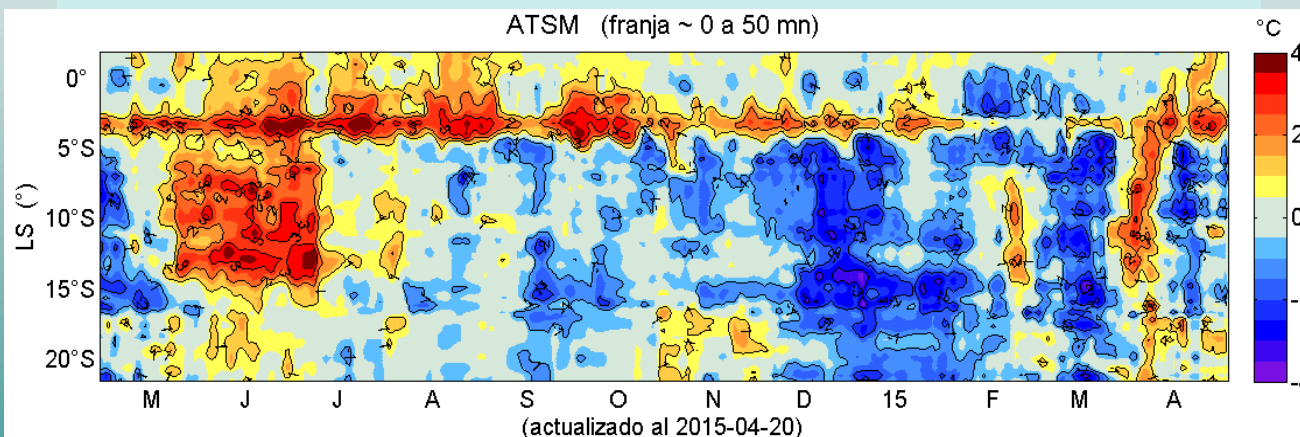 ATSM (franja ~ 0 a 50 mn)
°C
4
0°
5°S
10°S
15°S
20°S
LS (°)
0
M J J A S O N D 15 F M A
(actualizado al 2015-04-20)